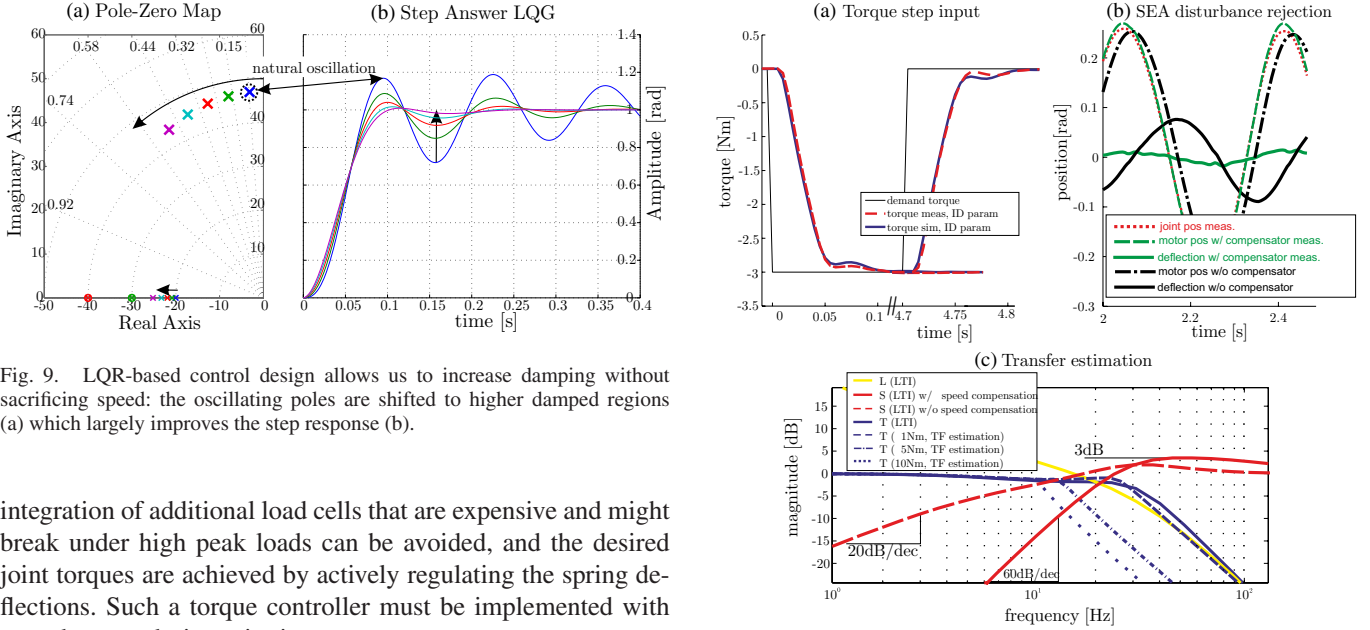 (a) Pole-Zero Map
60
50
40
30
20
10
0
0.58
0.44
0.32
0.15
60
0.74
0.92
40
30
20
10
-50
-40
-30
-20
-10
0
Imaginary Axis
Real Axis
natural oscillation
(b) Step Answer LQG
1.4
1.2
1
0.8
0.6
0.4
0.2
0
0
0.05
0.1
0.15
0.2
0.25
0.3
0.35
0.4
Amplitude [rad]
time [s]
Fig. 9. LQR-based control design allows us to increase damping without
sacrificing speed: the oscillating poles are shifted to higher damped regions
(a) which largely improves the step response (b).
integration of additional load cells that are expensive and might
break under high peak loads can be avoided, and the desired
joint torques are achieved by actively regulating the spring de-
flections. Such a torque controller must be implemented with
(a) Torque step input
0.5
0
-0.5
-1
-1.5
-2
-2.5
-3
-3.5
torque [Nm]
demand torque
torque meas, ID param
torque sim, ID param
0
0.05
0.1
//
4.7
4.75
4.8
time [s]
(b) SEA disturbance rejection
0.2
0.1
0
-0.1
-0.2
-0.3
position[rad]
joint pos meas.
motor pos w/ compensator meas.
deflection w/ compensator meas.
motor pos w/o compensator
deflection w/o compensator
2
2.2
2.4
time [s]
(c) Transfer estimation
15
10
5
0
-5
-10
-15
-20
magnitude [dB]
L (LTI)
S (LTI) w/ speed compensation
S (LTI) w/o speed compensation
T (LTI)
T ( 1Nm, TF estimation)
T ( 5Nm, TF estimation)
T (10Nm, TF estimation)
3dB
20dB/dec
60dB/dec
10⁰
10¹
10²
frequency [Hz]